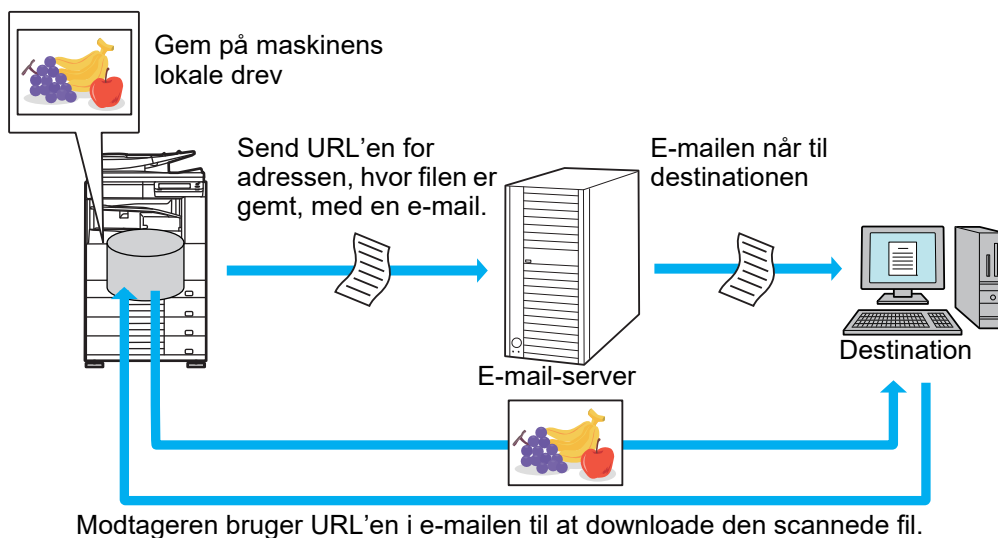 Gem på maskinens
lokale drev
Send URL'en for
adressen, hvor filen er
gemt, med en e-mail.
E-mailen når til
destinationen
E-mail-server
Destination
Modtageren bruger URL'en i e-mailen til at downloade den scannede fil.